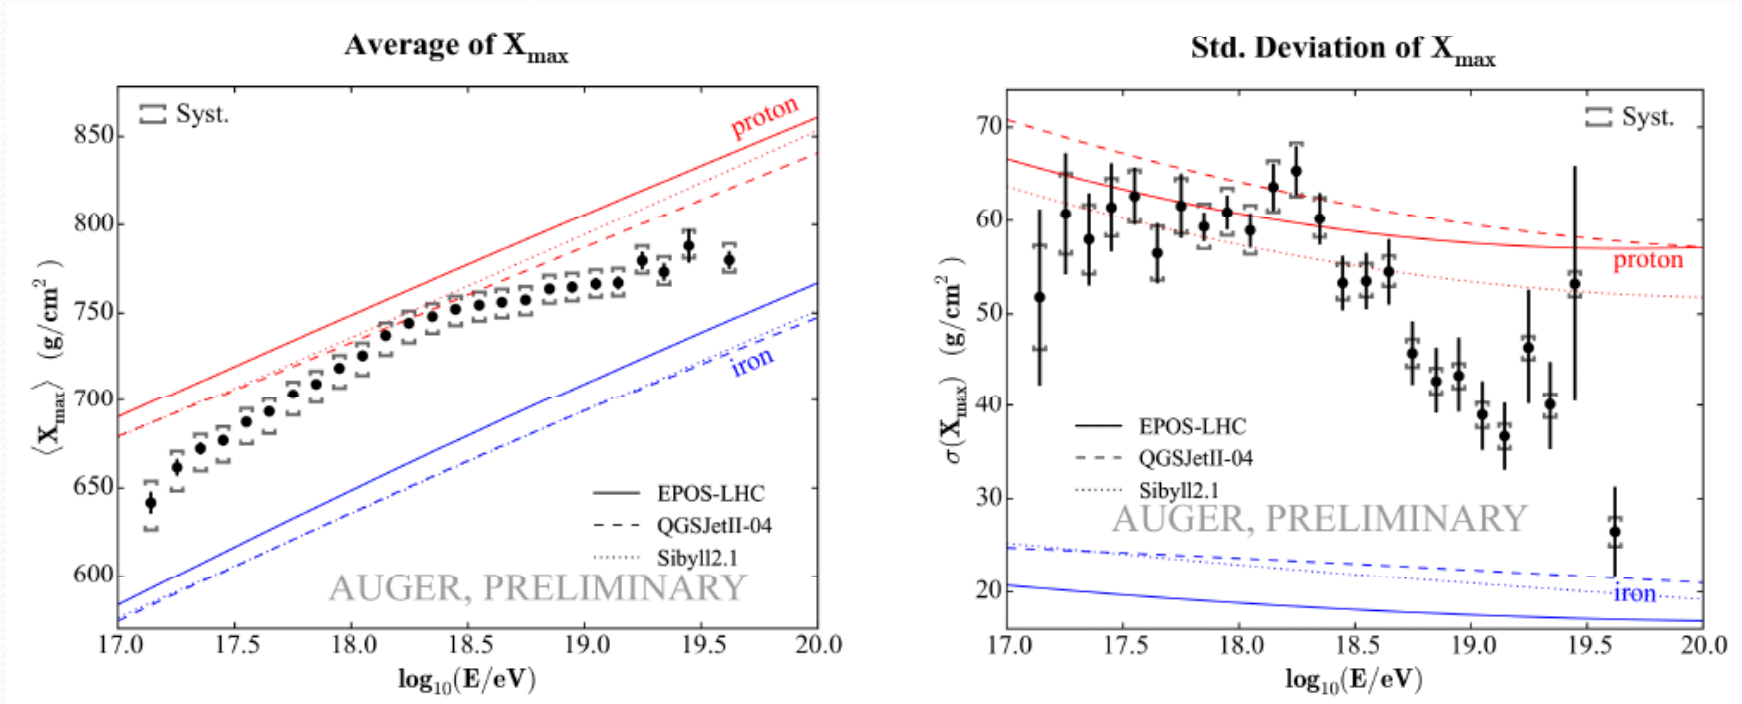 Average of X_max
Syst.
proton
850
800
750
700
650
600
⟨X_max⟩ (g/cm²)
iron
EPOS-LHC
QGSJetII-04
Sibyll2.1
AUGER, PRELIMINARY
17.0 17.5 18.0 18.5 19.0 19.5 20.0
log₁₀(E/eV)
Std. Deviation of X_max
Syst.
70
60
50
40
30
20
σ(X_max) (g/cm²)
proton
EPOS-LHC
QGSJetII-04
Sibyll2.1
AUGER, PRELIMINARY
iron
17.0 17.5 18.0 18.5 19.0 19.5 20.0
log₁₀(E/eV)